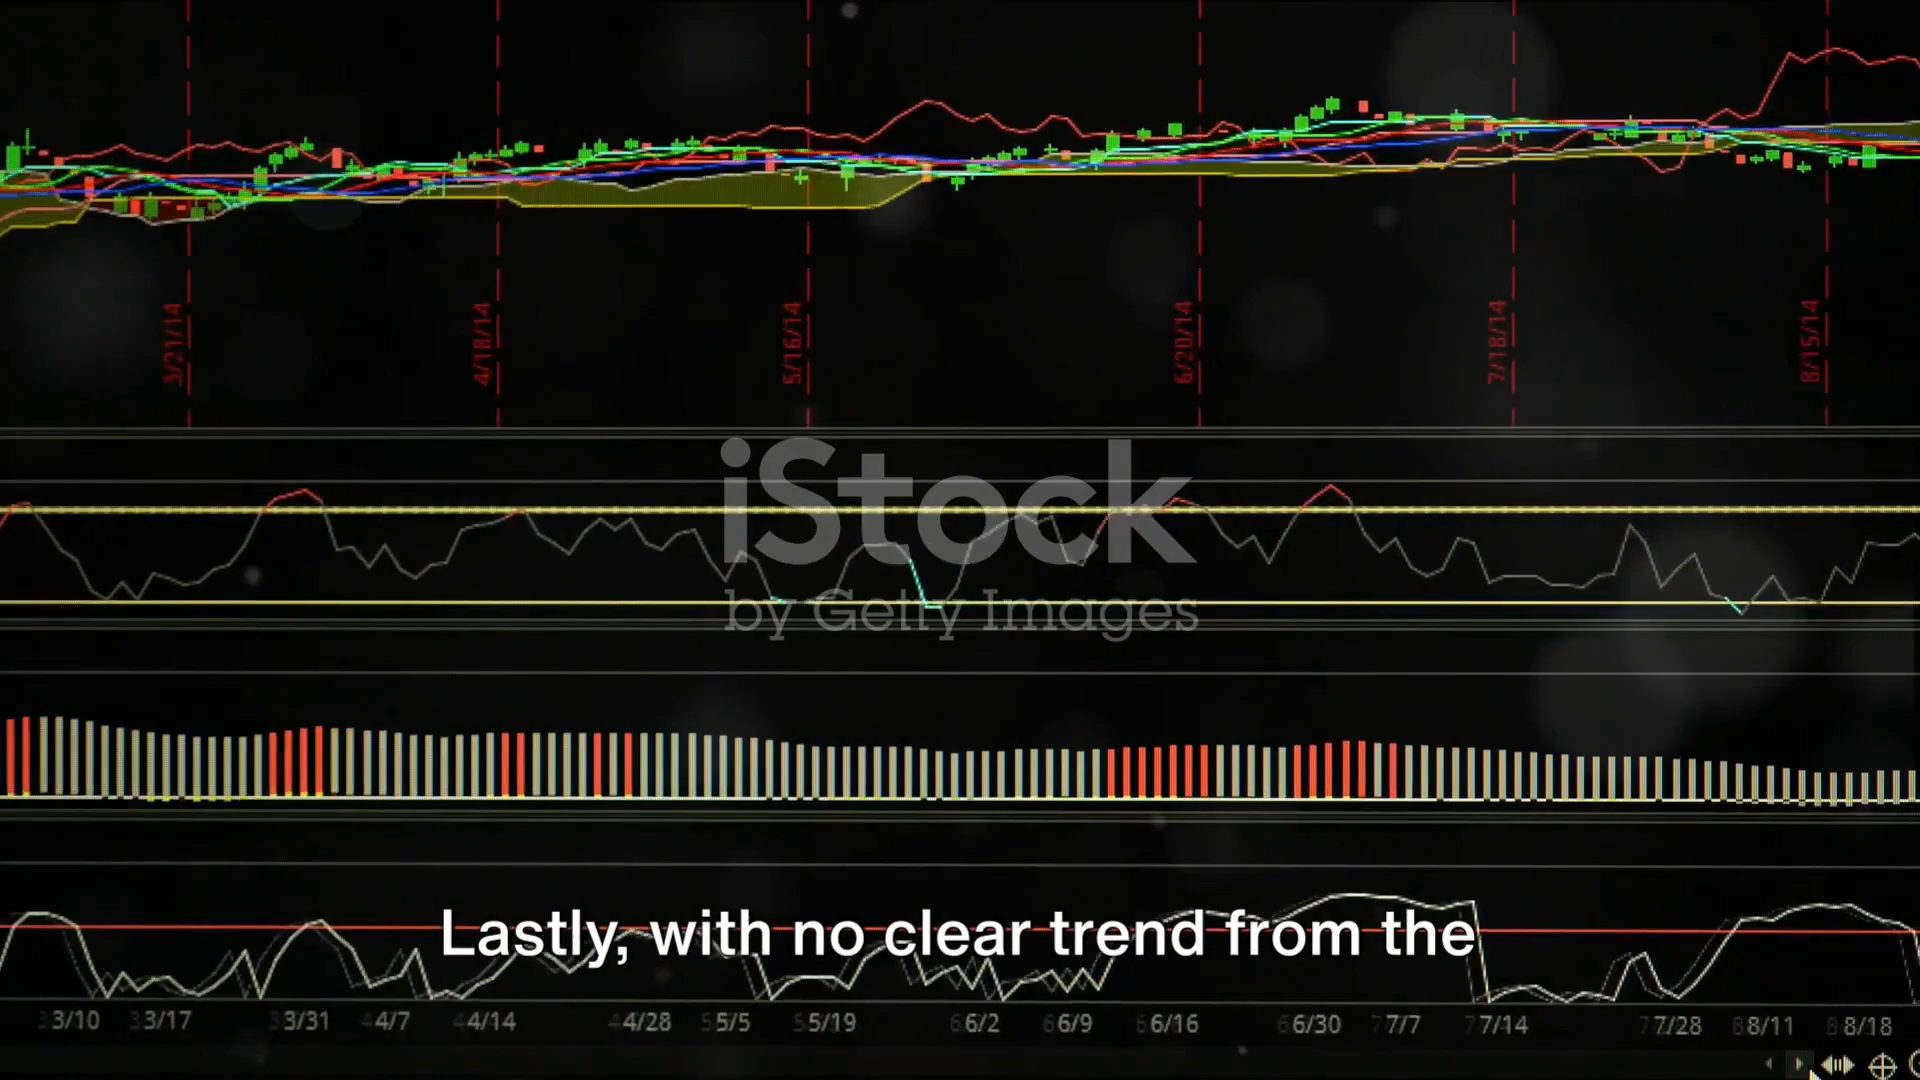 3/21/14
4/18/14
5/16/14
6/20/14
7/18/14
8/15/14
iStock
by Getty Images
Lastly, with no clear trend from the
3/10 3/17 3/31 4/7 4/14 4/28 5/5 5/19 6/2 6/9 6/16 6/30 7/7 7/14 7/28 8/11 8/18